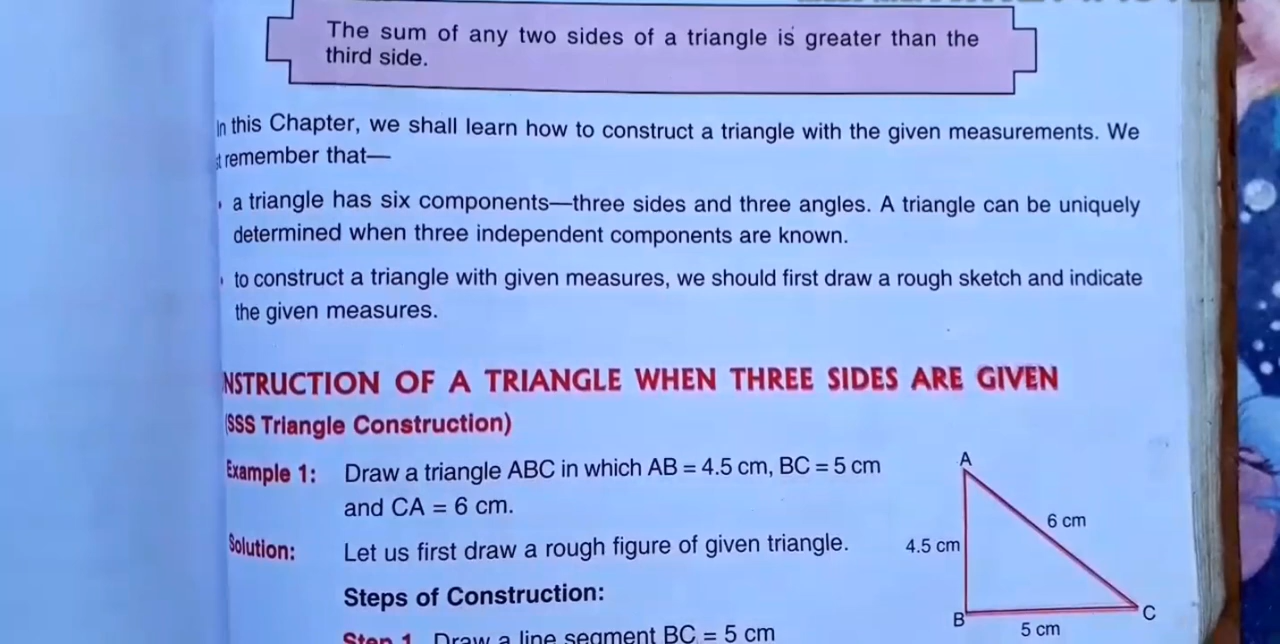 The sum of any two sides of a triangle is greater than the
third side.
In this Chapter, we shall learn how to construct a triangle with the given measurements. We
remember that—
a triangle has six components—three sides and three angles. A triangle can be uniquely
determined when three independent components are known.
to construct a triangle with given measures, we should first draw a rough sketch and indicate
the given measures.
NSTRUCTION OF A TRIANGLE WHEN THREE SIDES ARE GIVEN
(SSS Triangle Construction)
Example 1: Draw a triangle ABC in which AB = 4.5 cm, BC = 5 cm
and CA = 6 cm.
Solution: Let us first draw a rough figure of given triangle.
Steps of Construction:
Step 1. Draw a line segment BC = 5 cm
A
6 cm
4.5 cm
B
C
5 cm